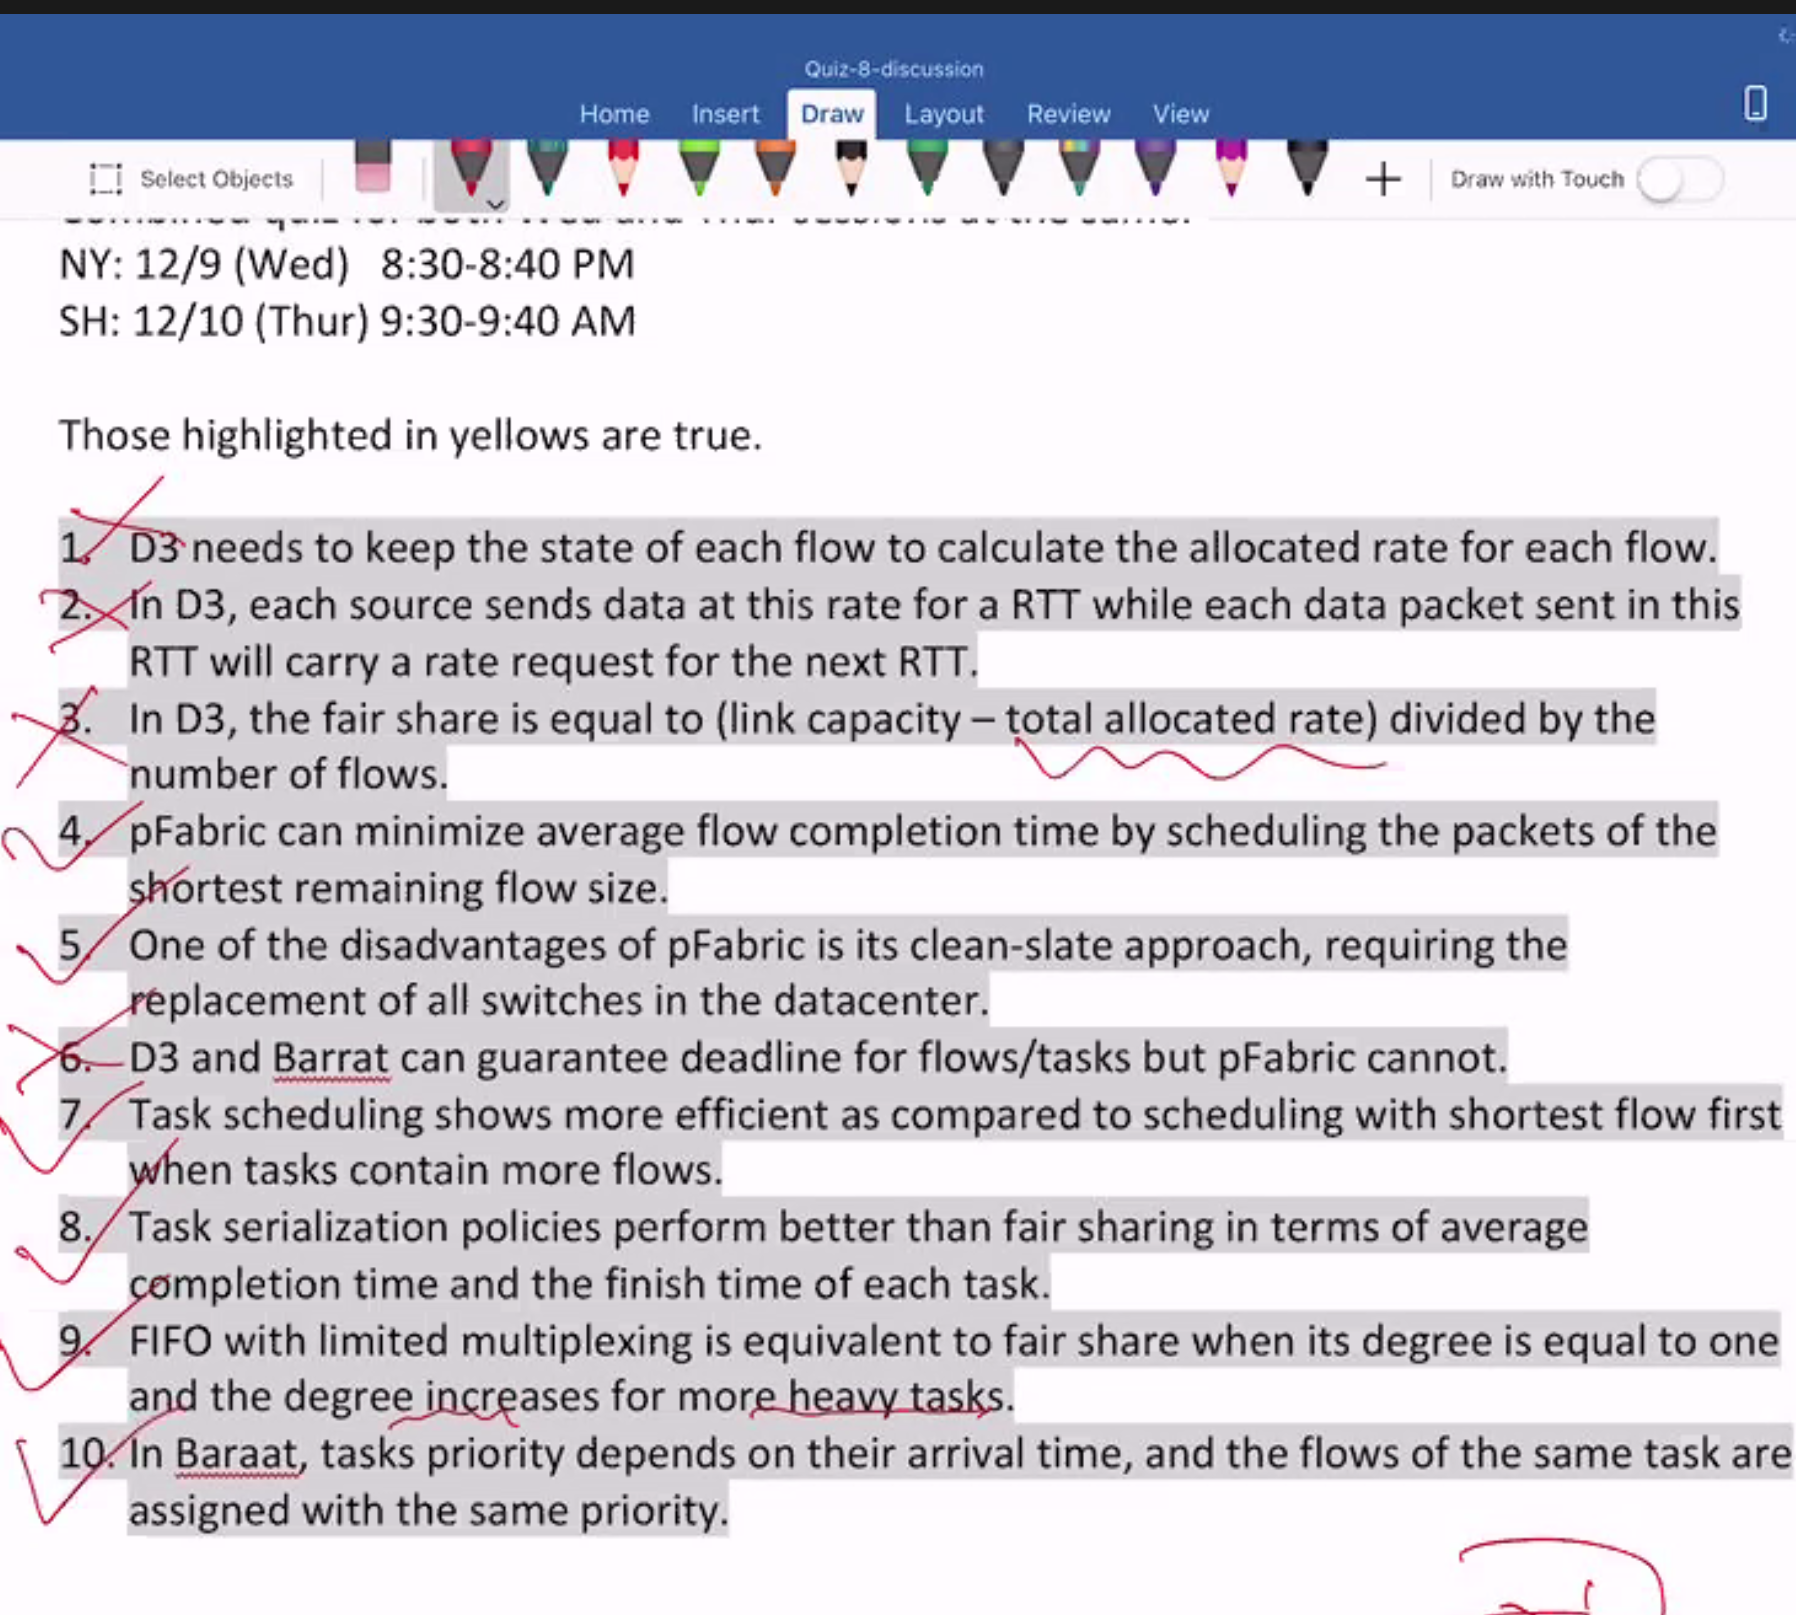 Quiz-8-discussion
Home Insert Draw Layout Review View
Select Objects
Draw with Touch
Combined quiz for both Wed and Thur sessions at the same.
NY: 12/9 (Wed) 8:30-8:40 PM
SH: 12/10 (Thur) 9:30-9:40 AM
Those highlighted in yellows are true.
1. D3 needs to keep the state of each flow to calculate the allocated rate for each flow.
2. In D3, each source sends data at this rate for a RTT while each data packet sent in this
RTT will carry a rate request for the next RTT.
3. In D3, the fair share is equal to (link capacity – total allocated rate) divided by the
number of flows.
4. pFabric can minimize average flow completion time by scheduling the packets of the
shortest remaining flow size.
5. One of the disadvantages of pFabric is its clean-slate approach, requiring the
replacement of all switches in the datacenter.
6. D3 and Barrat can guarantee deadline for flows/tasks but pFabric cannot.
7. Task scheduling shows more efficient as compared to scheduling with shortest flow first
when tasks contain more flows.
8. Task serialization policies perform better than fair sharing in terms of average
completion time and the finish time of each task.
9. FIFO with limited multiplexing is equivalent to fair share when its degree is equal to one
and the degree increases for more heavy tasks.
10. In Baraat, tasks priority depends on their arrival time, and the flows of the same task are
assigned with the same priority.